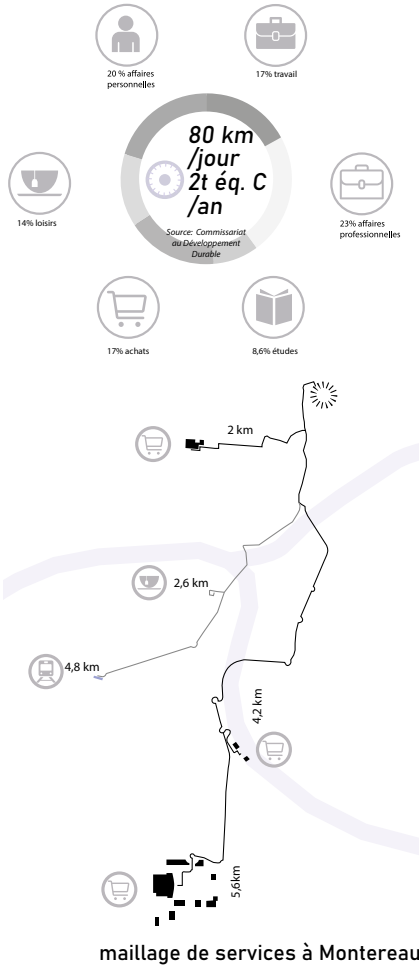 20 % affaires
personnelles
17% travail
80 km
/jour
2t éq. C
/an
Source: Commissariat
au Développement
Durable
14% loisirs
23% affaires
professionnelles
17% achats
8,6% études
2 km
2,6 km
4,8 km
4,2 km
5,6km
maillage de services à Montereau